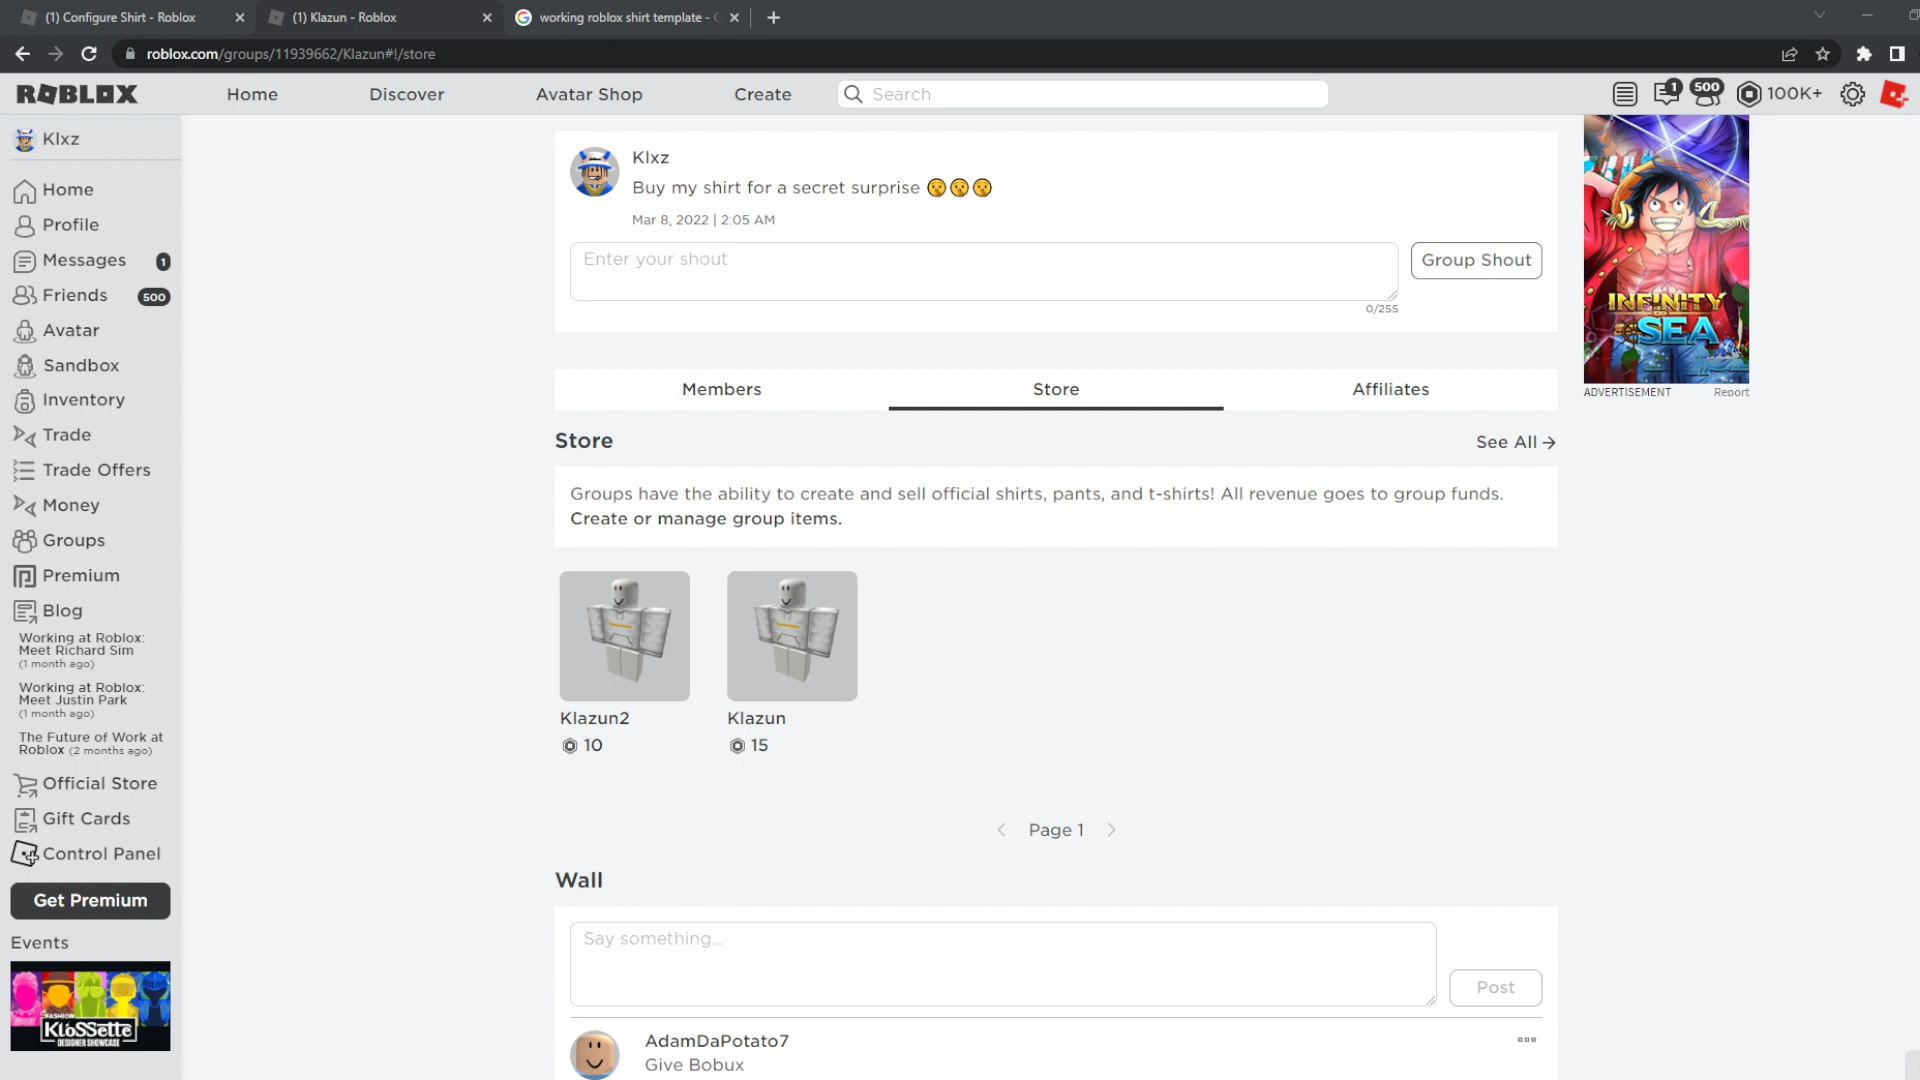 (1) Configure Shirt - Roblox
(1) Klazun - Roblox
working roblox shirt template - G
roblox.com/groups/11939662/Klazun#!/store
ROBLOX
Home
Discover
Avatar Shop
Create
Search
1
500
100K+
Klxz
Home
Profile
Messages 1
Friends 500
Avatar
Sandbox
Inventory
Trade
Trade Offers
Money
Groups
Premium
Blog
Working at Roblox:
Meet Richard Sim
(1 month ago)
Working at Roblox:
Meet Justin Park
(1 month ago)
The Future of Work at
Roblox (2 months ago)
Official Store
Gift Cards
Control Panel
Get Premium
Events
FASHION
KloSSette
DESIGNER SHOWCASE
Klxz
Buy my shirt for a secret surprise 🤫🤫🤫
Mar 8, 2022 | 2:05 AM
Enter your shout
Group Shout
0/255
Members
Store
Affiliates
Store
See All →
Groups have the ability to create and sell official shirts, pants, and t-shirts! All revenue goes to group funds.
Create or manage group items.
Klazun2
10
Klazun
15
Page 1
Wall
Say something...
Post
AdamDaPotato7
Give Bobux
INFINITY
SEA
ADVERTISEMENT
Report